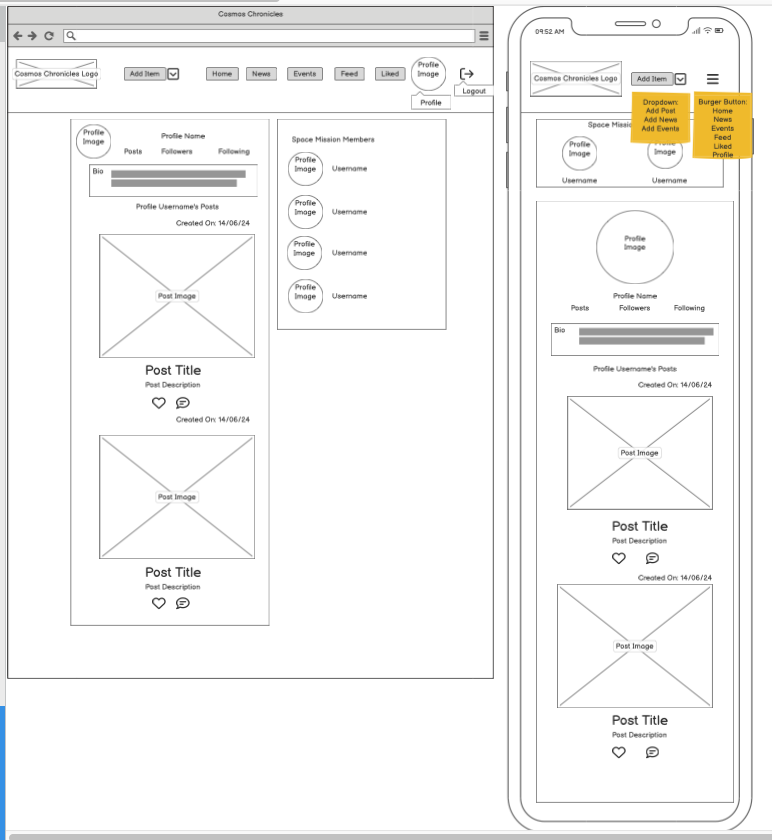 Cosmos Chronicles
Cosmos Chronicles Logo
Add Item
Home
News
Events
Feed
Liked
Profile
Image
Logout
Profile
Profile
Image
Profile Name
Posts
Followers
Following
Bio
Profile Username's Posts
Created On: 14/06/24
Post Image
Post Title
Post Description
Created On: 14/06/24
Post Image
Post Title
Post Description
Space Mission Members
Profile
Image
Username
Profile
Image
Username
Profile
Image
Username
Profile
Image
Username
09:52 AM
Cosmos Chronicles Logo
Add Item
Dropdown:
Add Post
Add News
Add Events
Burger Button:
Home
News
Events
Feed
Liked
Profile
Space
Profile
Image
Image
Username
Username
Profile
Image
Profile Name
Posts
Followers
Following
Bio
Profile Username's Posts
Created On: 14/06/24
Post Image
Post Title
Post Description
Created On: 14/06/24
Post Image
Post Title
Post Description